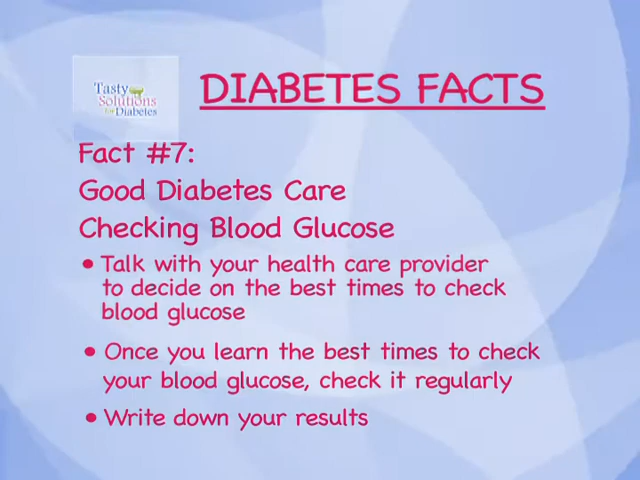 Tasty
Solutions
for Diabetes
DIABETES FACTS
Fact #7:
Good Diabetes Care
Checking Blood Glucose
• Talk with your health care provider
to decide on the best times to check
blood glucose
• Once you learn the best times to check
your blood glucose, check it regularly
• Write down your results